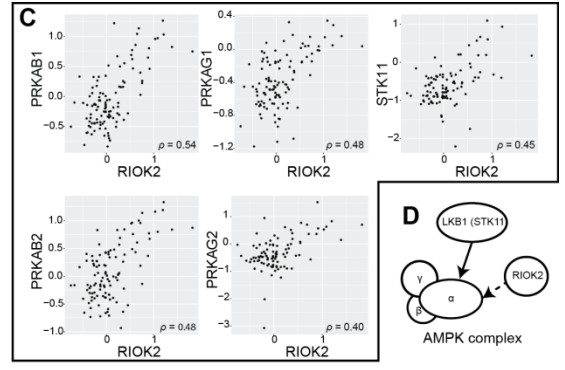 C
PRKAB1
1.0
0.5
0.0
−0.5
0
1
ρ = 0.54
RIOK2
PRKAG1
0.4
0.0
−0.4
−0.8
−1.2
0
1
ρ = 0.48
RIOK2
STK11
1
0
−1
−2
0
1
ρ = 0.45
RIOK2
PRKAB2
1.0
0.5
0.0
−0.5
−1.0
0
1
ρ = 0.48
RIOK2
PRKAG2
1
0
−1
−2
−3
0
1
ρ = 0.40
RIOK2
D
LKB1 (STK11
RIOK2
γ
α
β
AMPK complex